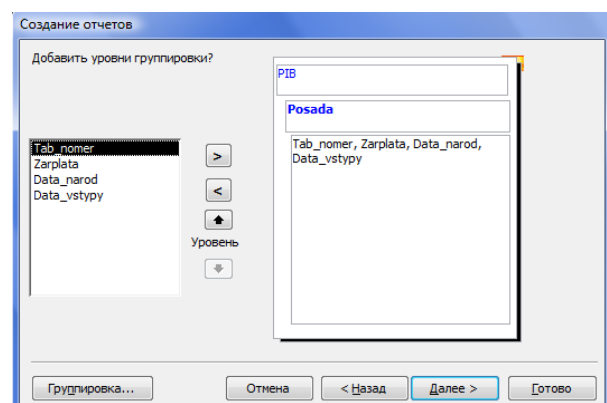 Создание отчетов
Добавить уровни группировки?
Tab_nomer
Zarplata
Data_narod
Data_vstypy
>
<
Уровень
PIB
Posada
Tab_nomer, Zarplata, Data_narod,
Data_vstypy
Группировка...
Отмена
< Назад
Далее >
Готово